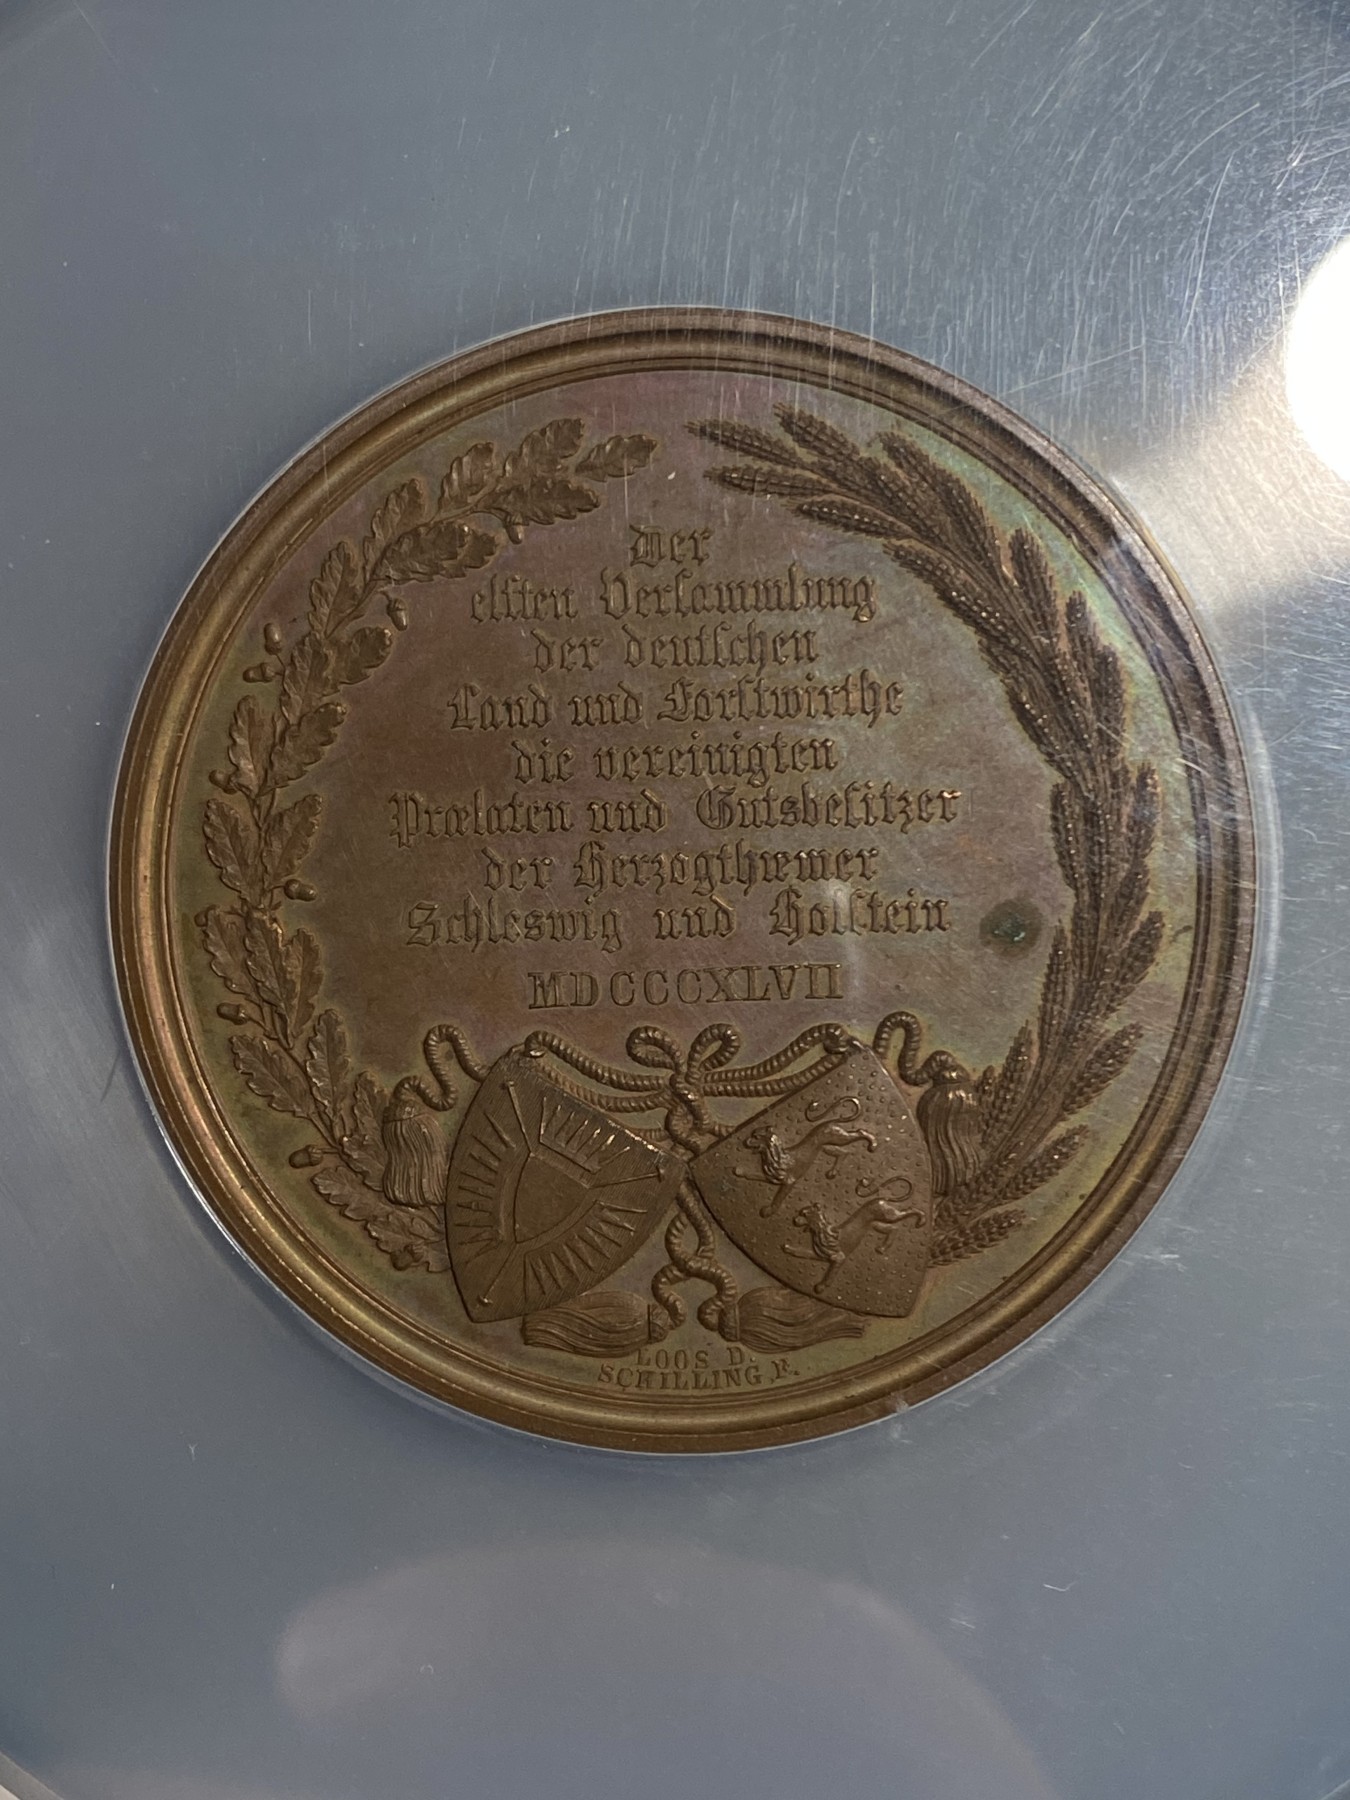 Der
elften Versammlung
der deutschen
Land und Forstwirthe
die vereinigten
Prælaten und Gutsbesitzer
der Herzogthuemer
Schleswig und Holstein
MDCCCXLVII
LOOS D.
SCHILLING F.